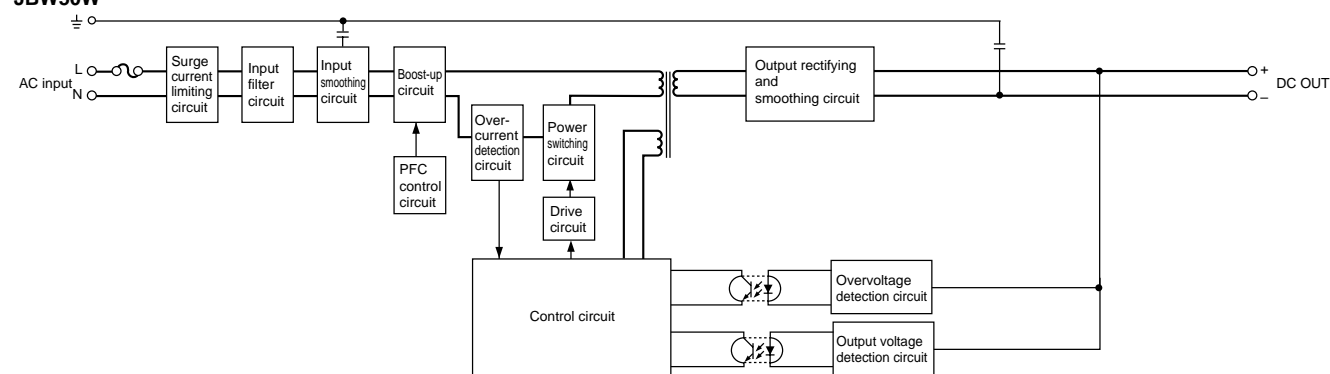 L
AC input
N
Surge
current
limiting
circuit
Input
filter
circuit
Input
smoothing
circuit
Boost-up
circuit
PFC
control
circuit
Over-
current
detection
circuit
Power
switching
circuit
Drive
circuit
Output rectifying
and
smoothing circuit
+
DC OUT
–
Control circuit
Overvoltage
detection circuit
Output voltage
detection circuit